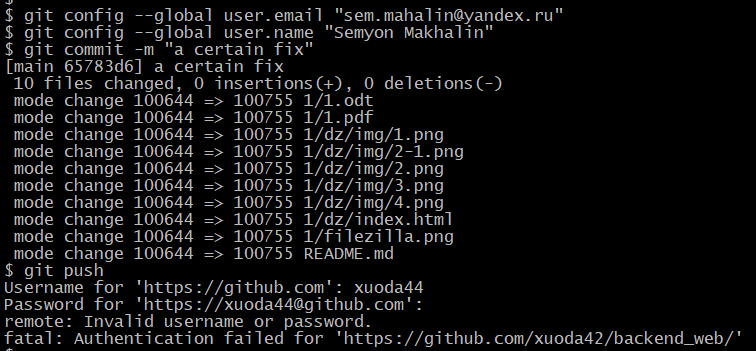 $
$ git config --global user.email "sem.mahalin@yandex.ru"
$ git config --global user.name "Semyon Makhalin"
$ git commit -m "a certain fix"
[main 65783d6] a certain fix
 10 files changed, 0 insertions(+), 0 deletions(-)
 mode change 100644 => 100755 1/1.odt
 mode change 100644 => 100755 1/1.pdf
 mode change 100644 => 100755 1/dz/img/1.png
 mode change 100644 => 100755 1/dz/img/2-1.png
 mode change 100644 => 100755 1/dz/img/2.png
 mode change 100644 => 100755 1/dz/img/3.png
 mode change 100644 => 100755 1/dz/img/4.png
 mode change 100644 => 100755 1/dz/index.html
 mode change 100644 => 100755 1/filezilla.png
 mode change 100644 => 100755 README.md
$ git push
Username for 'https://github.com': xuoda44
Password for 'https://xuoda44@github.com':
remote: Invalid username or password.
fatal: Authentication failed for 'https://github.com/xuoda42/backend_web/'
$